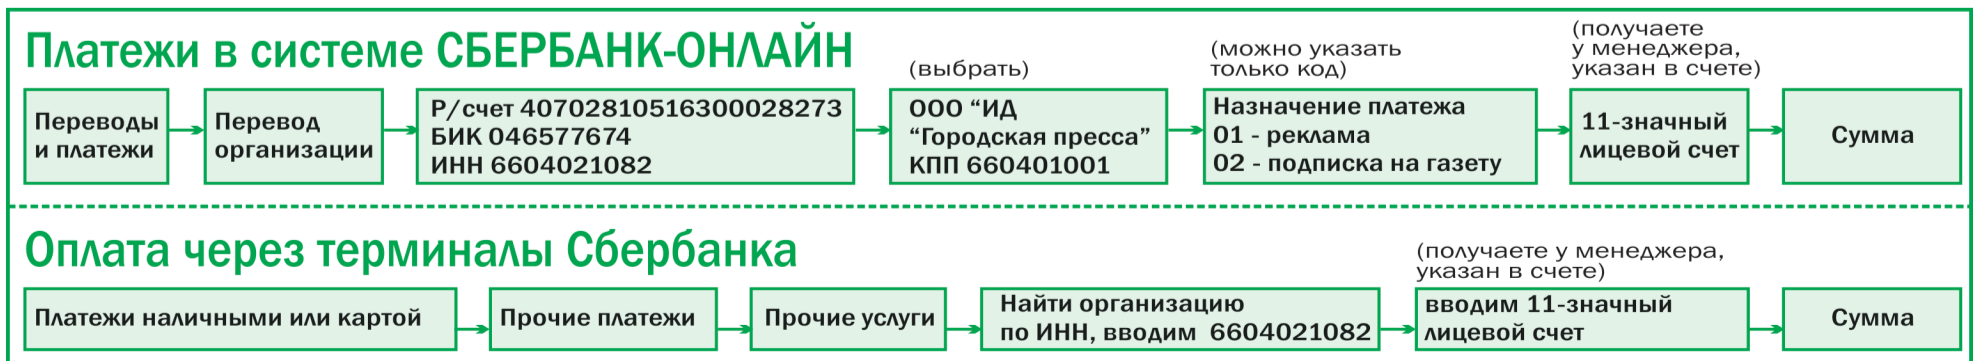 Платежи в системе СБЕРБАНК-ОНЛАЙН
Переводы
и платежи
Перевод
организации
Р/счет 40702810516300028273
БИК 046577674
ИНН 6604021082
(выбрать)
ООО “ИД
“Городская пресса”
КПП 660401001
(можно указать
только код)
Назначение платежа
01 - реклама
02 - подписка на газету
(получаете
у менеджера,
указан в счете)
11-значный
лицевой счет
Сумма
Оплата через терминалы Сбербанка
Платежи наличными или картой
Прочие платежи
Прочие услуги
Найти организацию
по ИНН, вводим 6604021082
(получаете у менеджера,
указан в счете)
вводим 11-значный
лицевой счет
Сумма